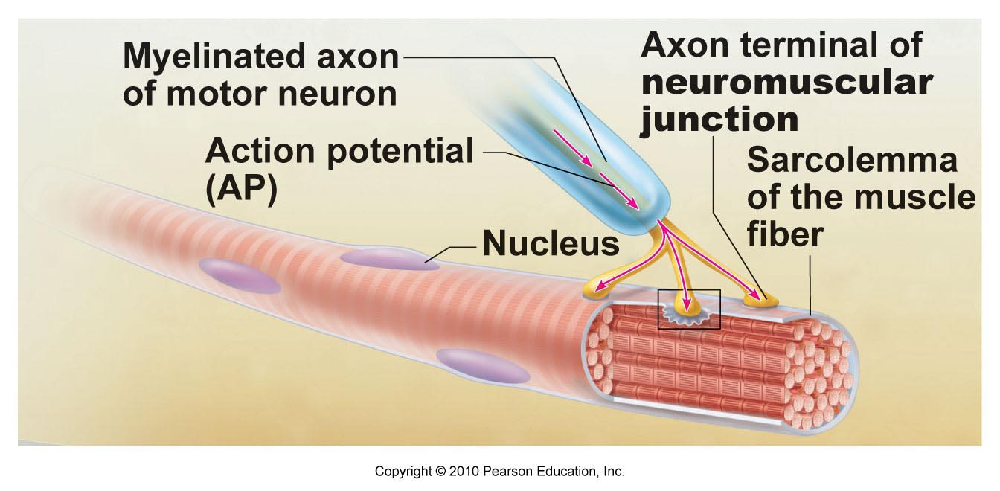 Myelinated axon
of motor neuron
Action potential
(AP)
Nucleus
Axon terminal of
neuromuscular
junction
Sarcolemma
of the muscle
fiber
Copyright © 2010 Pearson Education, Inc.